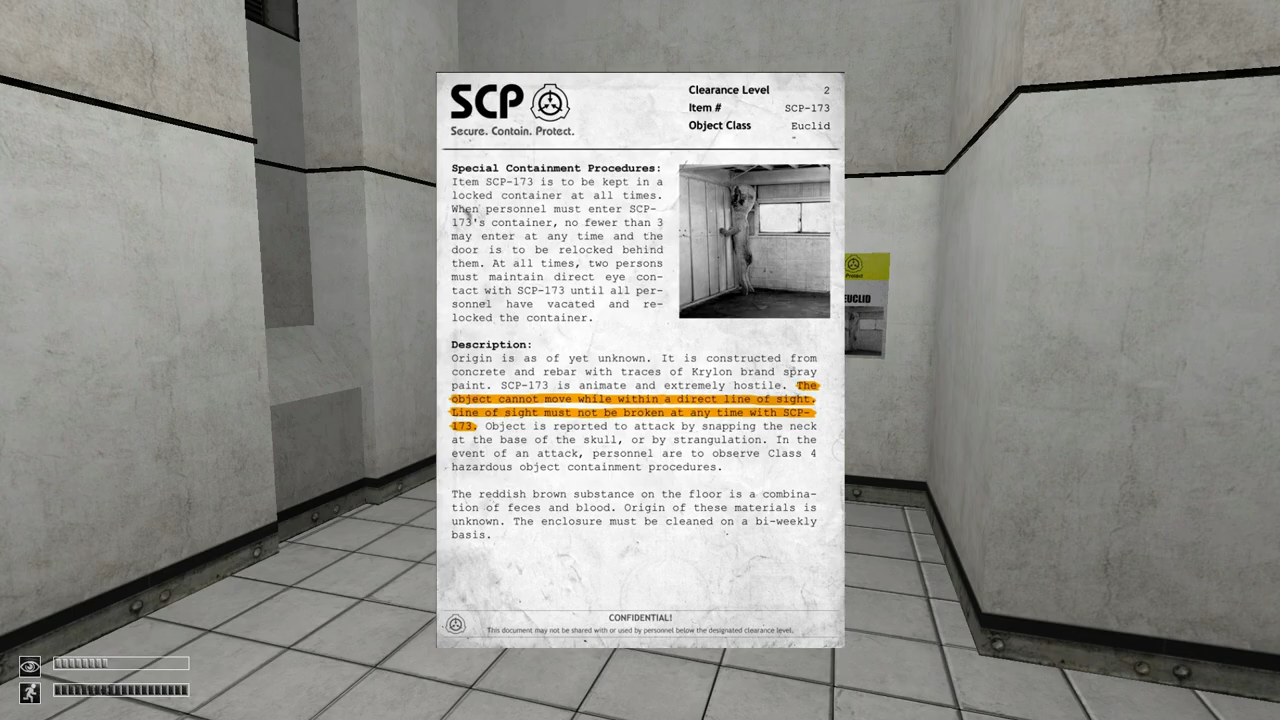 SCP
Secure. Contain. Protect.
Clearance Level 2
Item # SCP-173
Object Class Euclid
Special Containment Procedures:
Item SCP-173 is to be kept in a
locked container at all times.
When personnel must enter SCP-
173's container, no fewer than 3
may enter at any time and the
door is to be relocked behind
them. At all times, two persons
must maintain direct eye con-
tact with SCP-173 until all per-
sonnel have vacated and re-
locked the container.
Description:
Origin is as of yet unknown. It is constructed from
concrete and rebar with traces of Krylon brand spray
paint. SCP-173 is animate and extremely hostile. The
object cannot move while within a direct line of sight.
Line of sight must not be broken at any time with SCP-
173. Object is reported to attack by snapping the neck
at the base of the skull, or by strangulation. In the
event of an attack, personnel are to observe Class 4
hazardous object containment procedures.
The reddish brown substance on the floor is a combina-
tion of feces and blood. Origin of these materials is
unknown. The enclosure must be cleaned on a bi-weekly
basis.
CONFIDENTIAL!
This document may not be shared with or used by personnel below the designated clearance level.
Protect
EUCLID